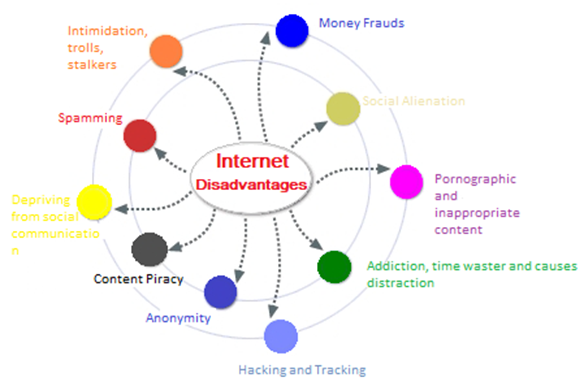 Intimidation,
trolls,
stalkers
Money Frauds
Social Alienation
Spamming
Internet
Disadvantages
Pornographic
and
inappropriate
content
Depriving
from social
communicatio
n
Content Piracy
Addiction, time waster and causes
distraction
Anonymity
Hacking and Tracking